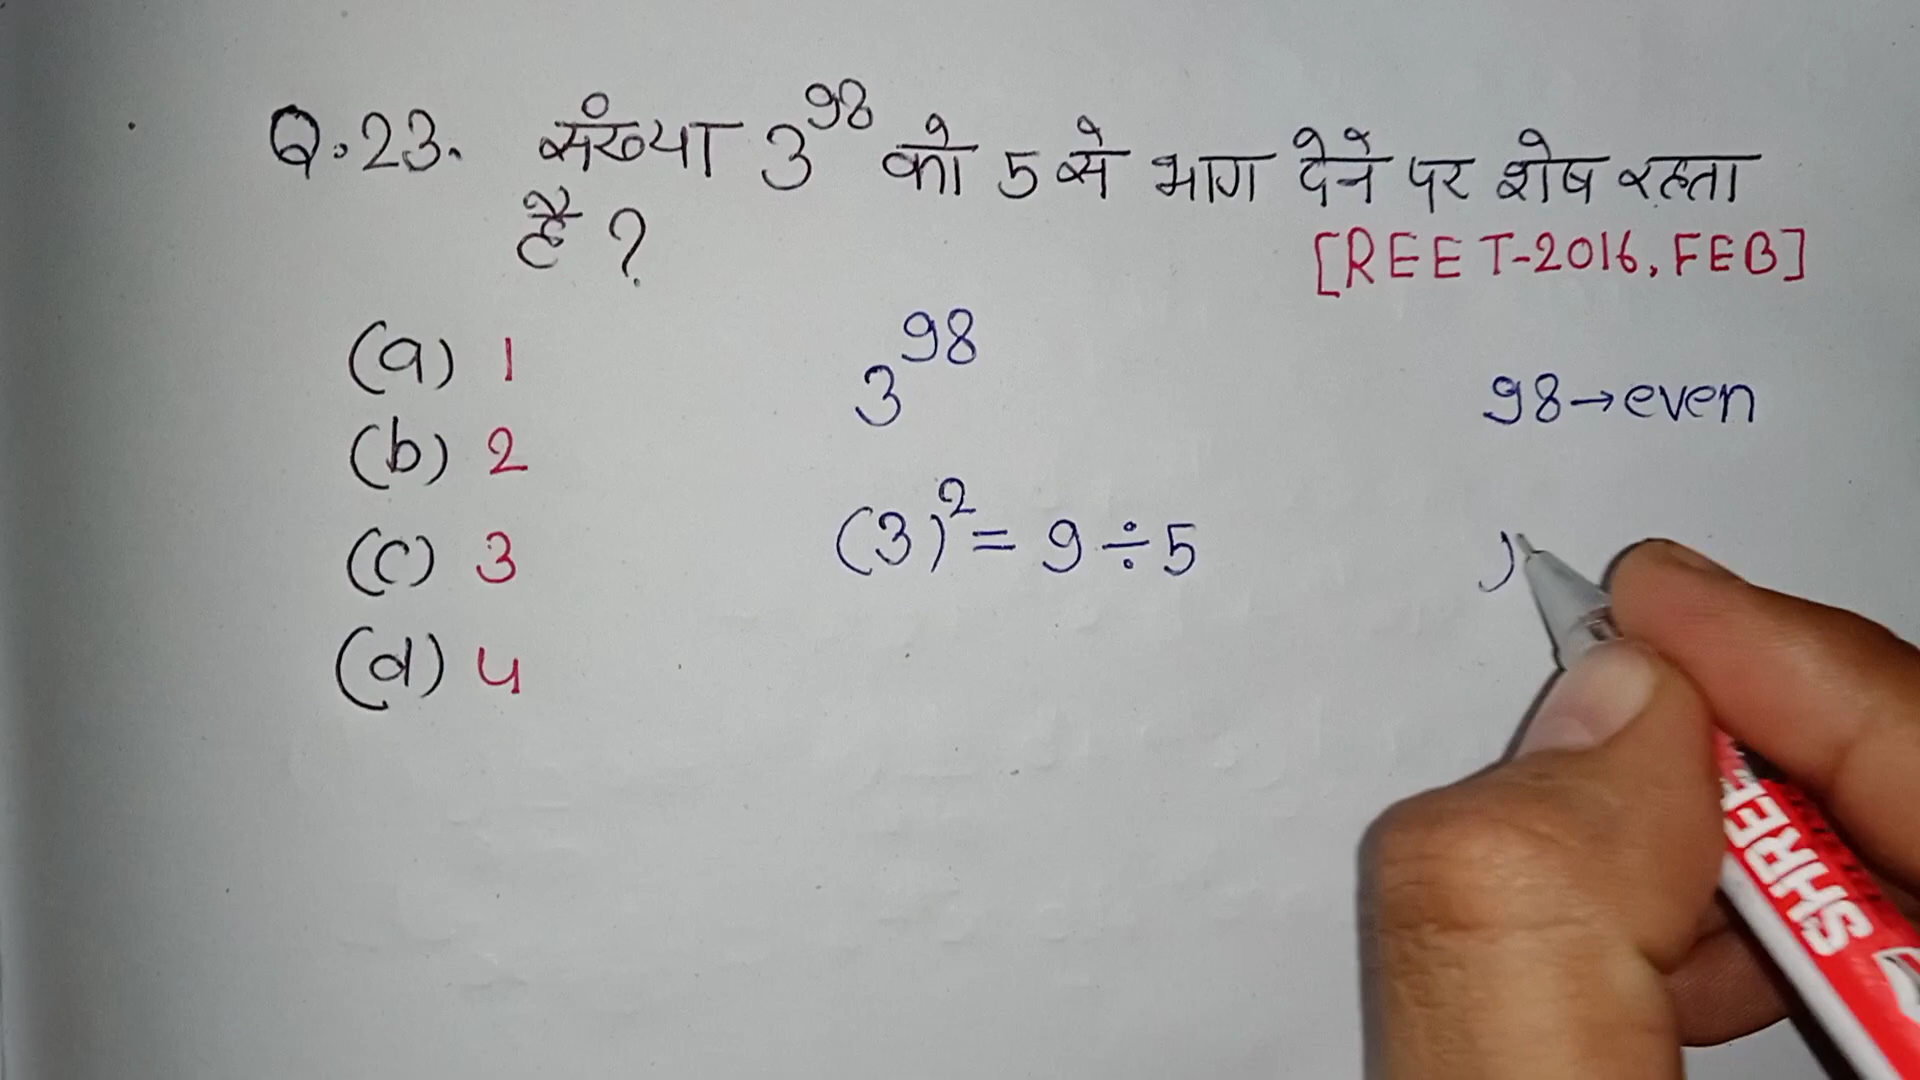 Q.23. संख्या 3^98 को 5 से भाग देने पर शेष रहता
है ?
[REET-2016, FEB]
(a) 1
(b) 2
(c) 3
(d) 4
3^98
98→even
(3)^2 = 9÷5
SHREE